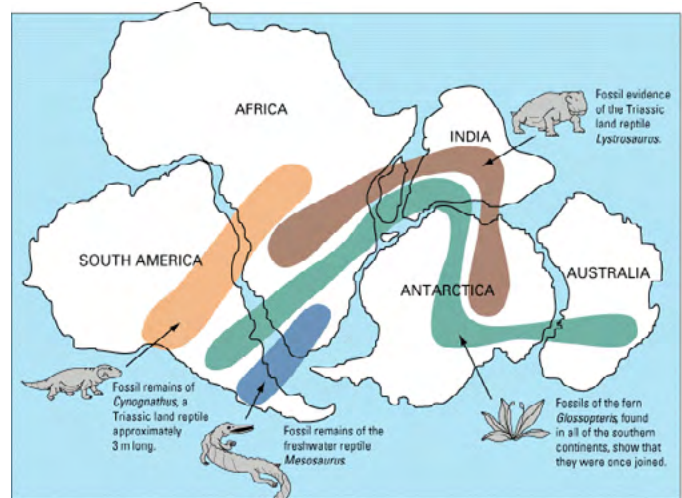 AFRICA
INDIA
SOUTH AMERICA
ANTARCTICA
AUSTRALIA
Fossil evidence
of the Triassic
land reptile
Lystrosaurus.
Fossil remains of
Cynognathus, a
Triassic land reptile
approximately
3 m long.
Fossil remains of the
freshwater reptile
Mesosaurus.
Fossils of the fern
Glossopteris, found
in all of the southern
continents, show that
they were once joined.